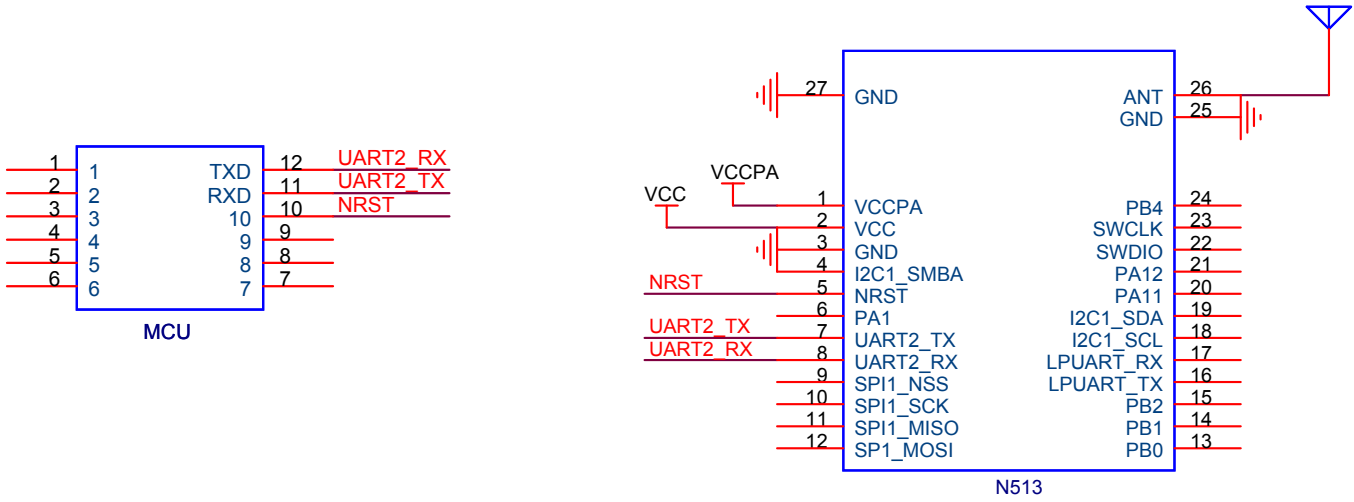 1 1 TXD 12 UART2_RX
2 2 RXD 11 UART2_TX
3 3 10 10 NRST
4 4 9 9
5 5 8 8
6 6 7 7
MCU
27 GND ANT 26
GND 25
VCCPA
VCC
1 VCCPA PB4 24
2 VCC SWCLK 23
3 GND SWDIO 22
4 I2C1_SMBA PA12 21
NRST 5 NRST PA11 20
6 PA1 I2C1_SDA 19
UART2_TX 7 UART2_TX I2C1_SCL 18
UART2_RX 8 UART2_RX LPUART_RX 17
9 SPI1_NSS LPUART_TX 16
10 SPI1_SCK PB2 15
11 SPI1_MISO PB1 14
12 SP1_MOSI PB0 13
N513